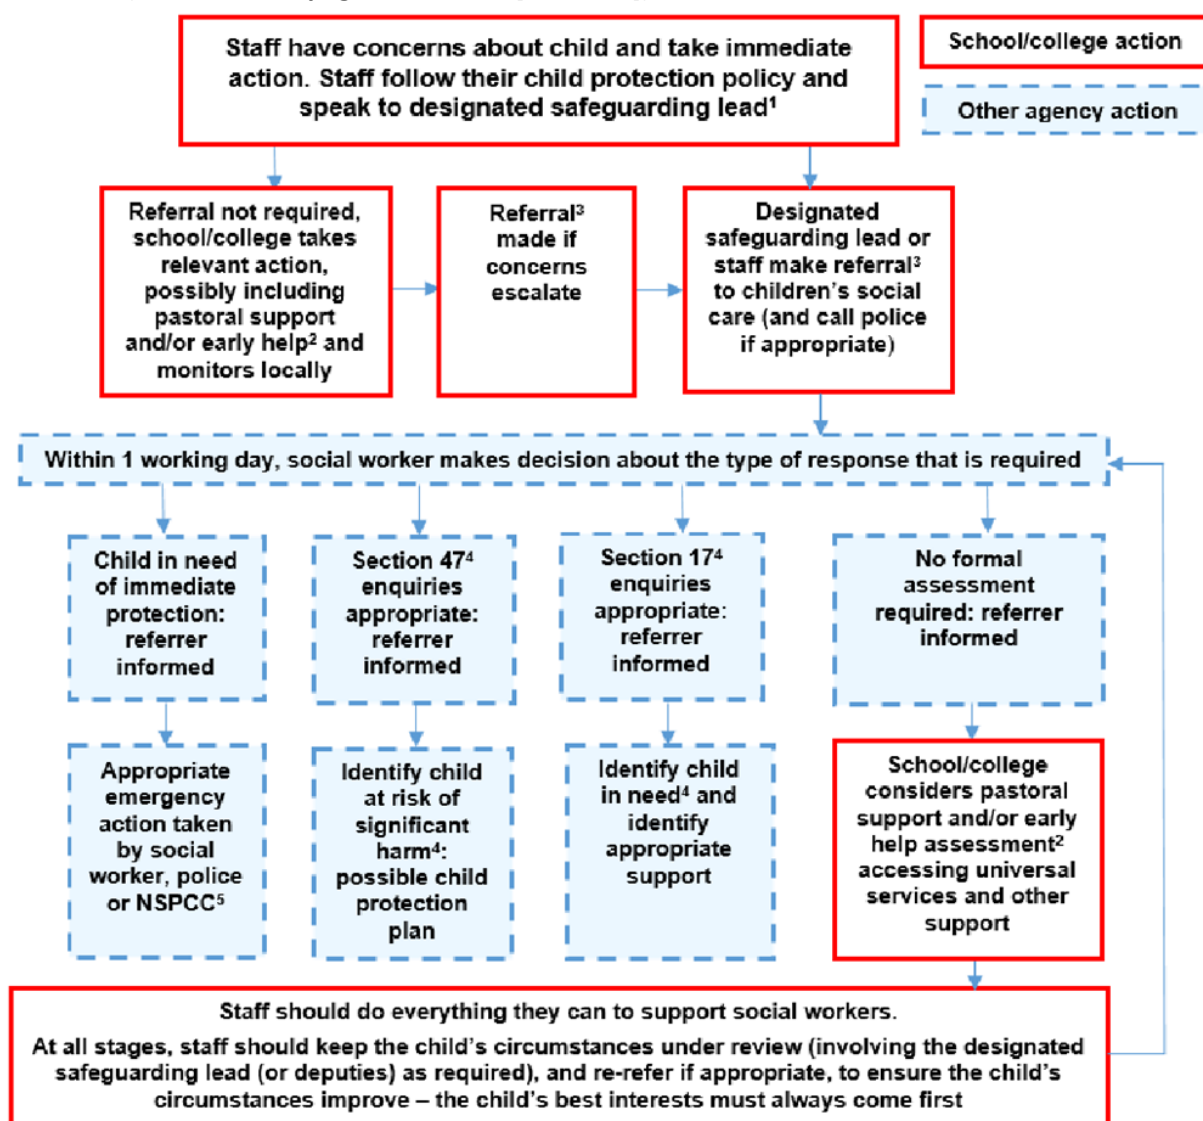 Staff have concerns about child and take immediate
action. Staff follow their child protection policy and
speak to designated safeguarding lead¹
School/college action
Other agency action
Referral not required,
school/college takes
relevant action,
possibly including
pastoral support
and/or early help² and
monitors locally
Referral³
made if
concerns
escalate
Designated
safeguarding lead or
staff make referral³
to children’s social
care (and call police
if appropriate)
Within 1 working day, social worker makes decision about the type of response that is required
Child in need
of immediate
protection:
referrer
informed
Section 47⁴
enquiries
appropriate:
referrer
informed
Section 17⁴
enquiries
appropriate:
referrer
informed
No formal
assessment
required: referrer
informed
Appropriate
emergency
action taken
by social
worker, police
or NSPCC⁵
Identify child
at risk of
significant
harm⁴:
possible child
protection
plan
Identify child
in need⁴ and
identify
appropriate
support
School/college
considers pastoral
support and/or early
help assessment²
accessing universal
services and other
support
Staff should do everything they can to support social workers.
At all stages, staff should keep the child’s circumstances under review (involving the designated
safeguarding lead (or deputies) as required), and re-refer if appropriate, to ensure the child’s
circumstances improve – the child’s best interests must always come first